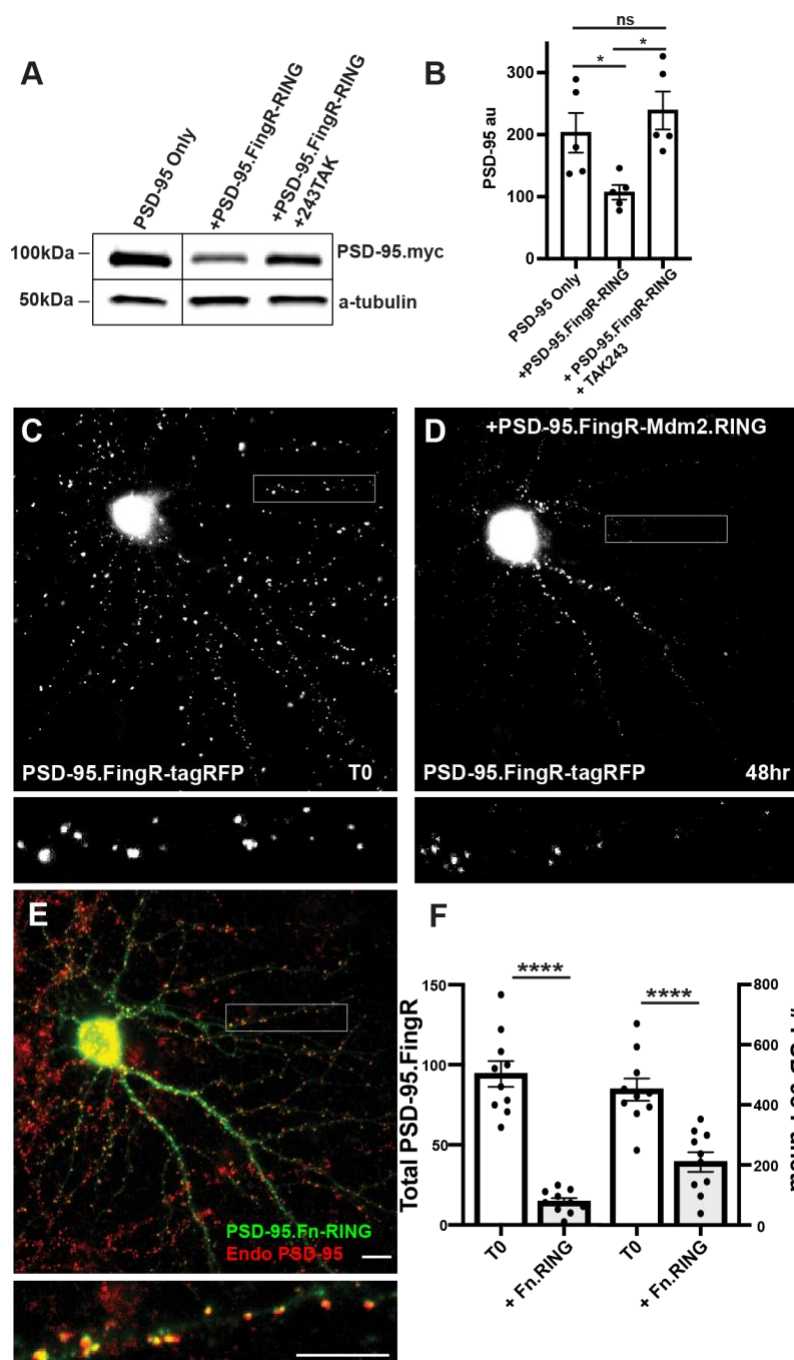 A
PSD-95 Only
+PSD-95.FingR-RING
+PSD-95.FingR-RING
+243TAK
100kDa
PSD-95.myc
50kDa
a-tubulin
B
ns
*
*
300
200
100
0
PSD-95 au
PSD-95 Only
+PSD-95.FingR-RING
+ PSD-95.FingR-RING
+ TAK243
C
PSD-95.FingR-tagRFP
T0
D
+PSD-95.FingR-Mdm2.RING
PSD-95.FingR-tagRFP
48hr
E
PSD-95.Fn-RING
Endo PSD-95
F
****
****
150
100
50
0
Total PSD-95.FingR
800
600
400
200
0
T0
+ Fn.RING
T0
+ Fn.RING